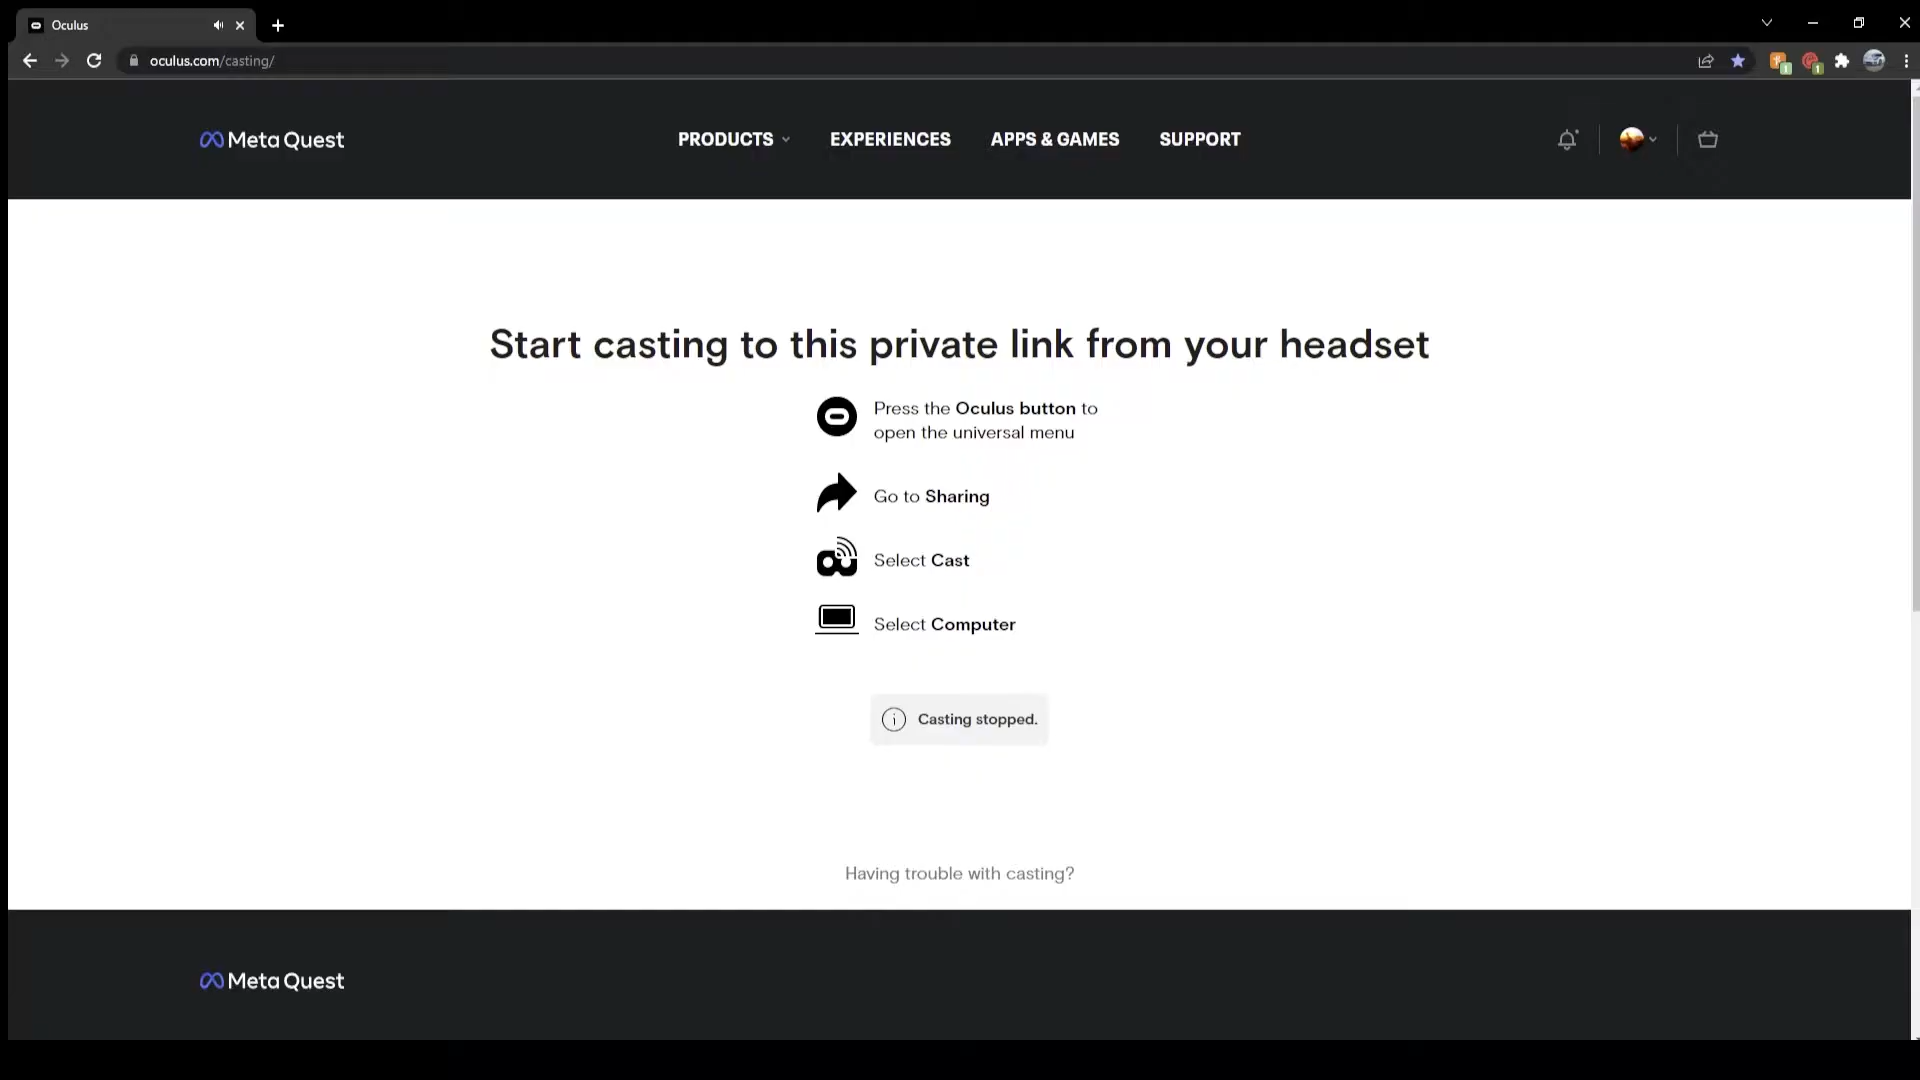 Oculus
oculus.com/casting/
1
1
Meta Quest
PRODUCTS
EXPERIENCES
APPS & GAMES
SUPPORT
Start casting to this private link from your headset
Press the Oculus button to
open the universal menu
Go to Sharing
Select Cast
Select Computer
Casting stopped.
Having trouble with casting?
Meta Quest